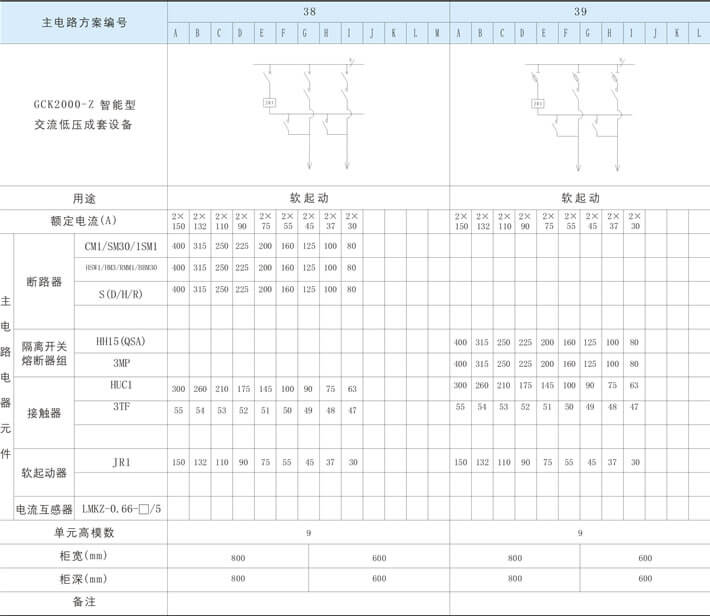 主电路方案编号 38 39
A B C D E F G H I J K L M A B C D E F G H I J K L
GCK2000-Z 智能型
交流低压成套设备
JR1 JR1
用途 软起动 软起动
额定电流(A) 2×150 2×132 2×110 2×90 2×75 2×55 2×45 2×37 2×30 2×150 2×132 2×110 2×90 2×75 2×55 2×45 2×37 2×30
主电路电器元件
断路器
CM1/SM30/1SM1 400 315 250 225 200 160 125 100 80
HSW1/HM3/RMM1/BBM30 400 315 250 225 200 160 125 100 80
S(D/H/R) 400 315 250 225 200 160 125 100 80
隔离开关
熔断器组
HH15(QSA) 400 315 250 225 200 160 125 100 80
3MP 400 315 250 225 200 160 125 100 80
接触器
HUC1 300 260 210 175 145 100 90 75 63 300 260 210 175 145 100 90 75 63
3TF 55 54 53 52 51 50 49 48 47 55 54 53 52 51 50 49 48 47
软起动器
JR1 150 132 110 90 75 55 45 37 30 150 132 110 90 75 55 45 37 30
电流互感器 LMKZ-0.66-□/5
单元高模数 9 9
柜宽(mm) 800 600 800 600
柜深(mm) 800 600 800 600
备注